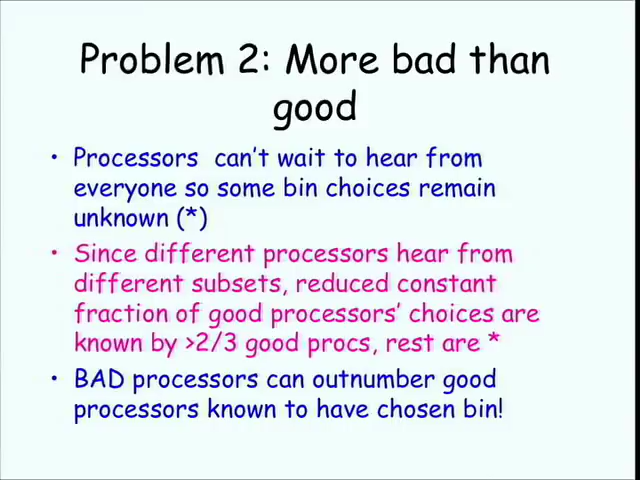 Problem 2: More bad than
good
• Processors can't wait to hear from
everyone so some bin choices remain
unknown (*)
• Since different processors hear from
different subsets, reduced constant
fraction of good processors' choices are
known by >2/3 good procs, rest are *
• BAD processors can outnumber good
processors known to have chosen bin!